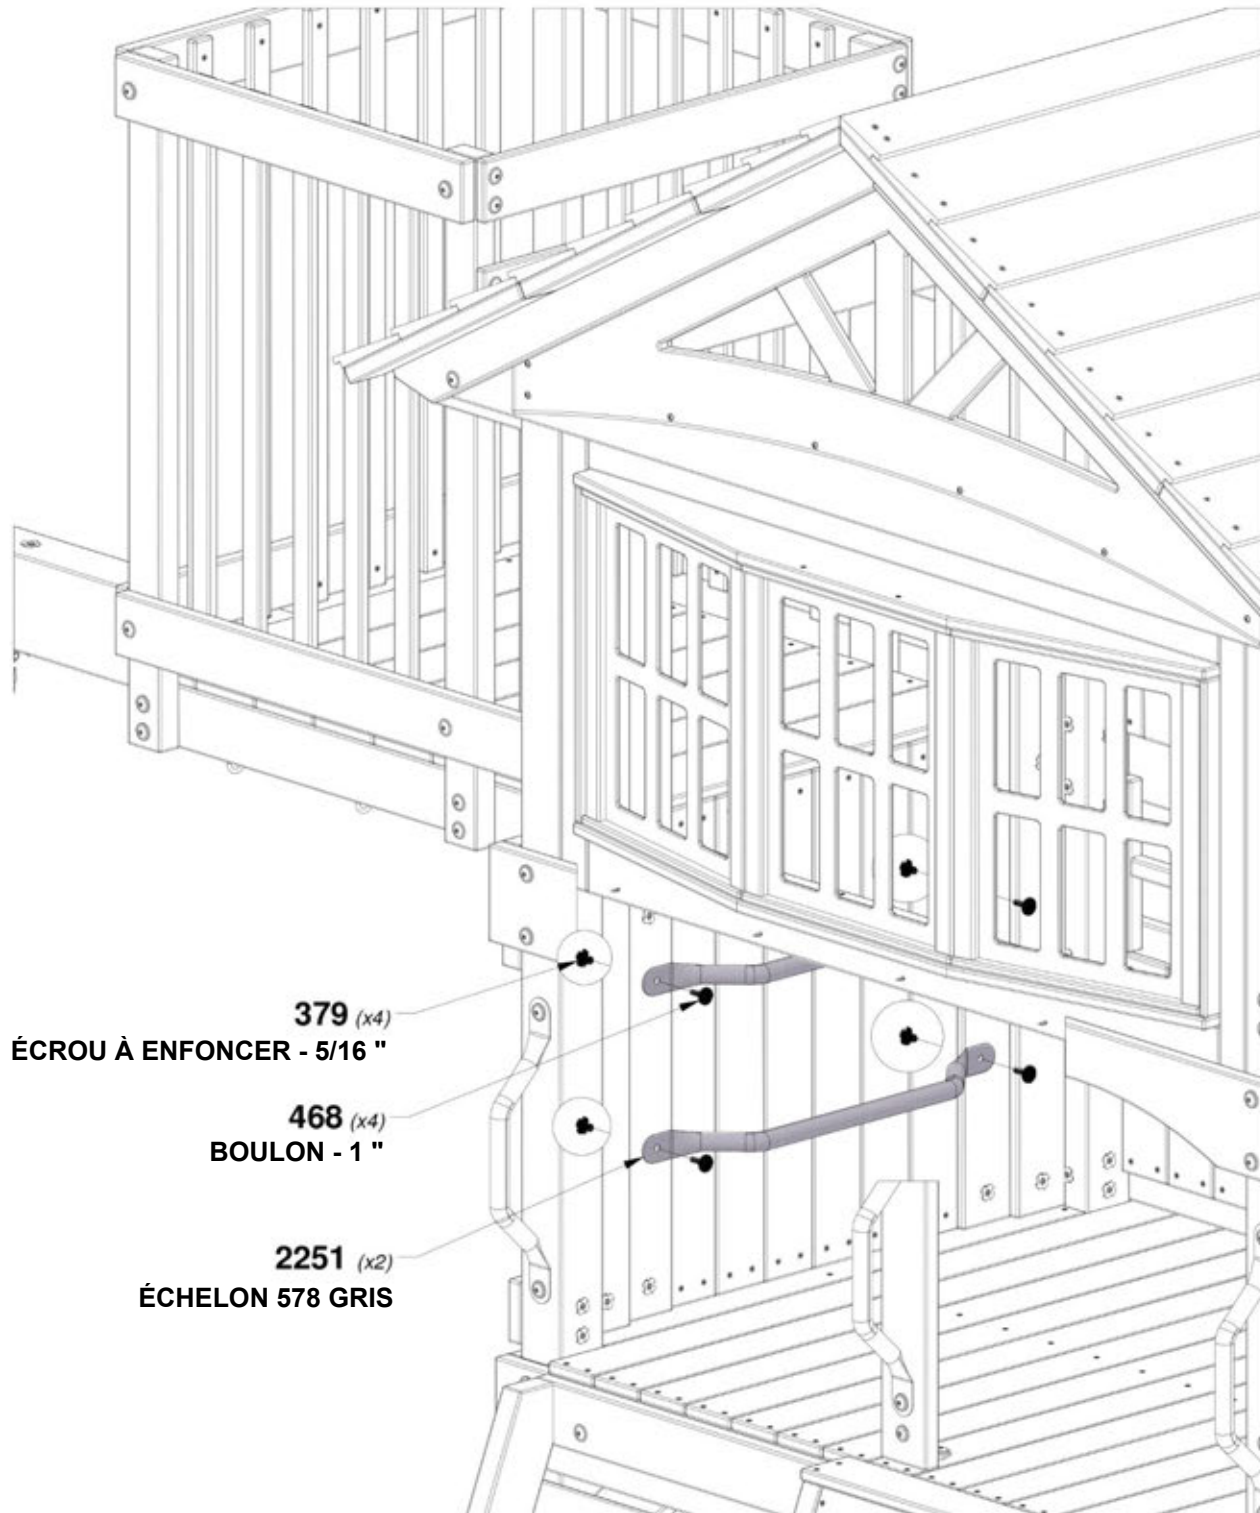 379 (x4)
ÉCROU À ENFONCER - 5/16 "
468 (x4)
BOULON - 1 "
2251 (x2)
ÉCHELON 578 GRIS